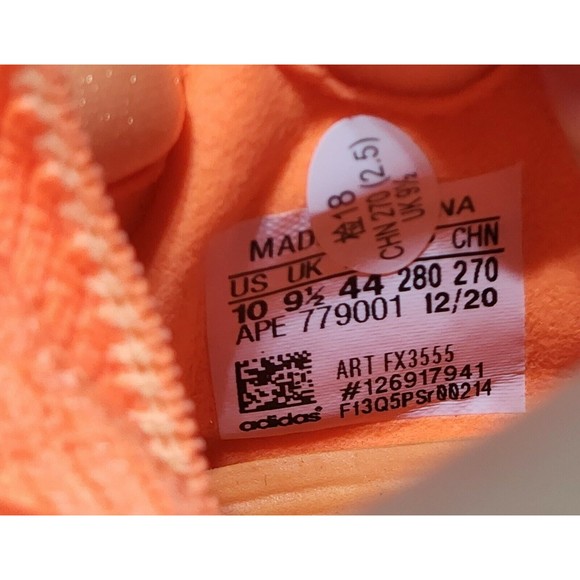 检18
CHN 270 (2.5)
UK 9½
MAD NA
US UK CHN
10 9½ 44 280 270
APE 779001 12/20
ART FX3555
#126917941
F13Q5PSr00214
adidas